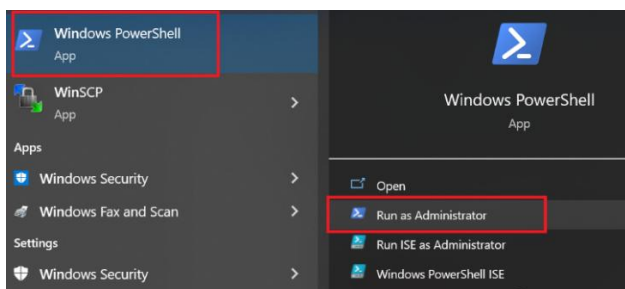 Windows PowerShell
App
WinSCP
App
Apps
Windows Security
Windows Fax and Scan
Settings
Windows Security
Windows PowerShell
App
Open
Run as Administrator
Run ISE as Administrator
Windows PowerShell ISE